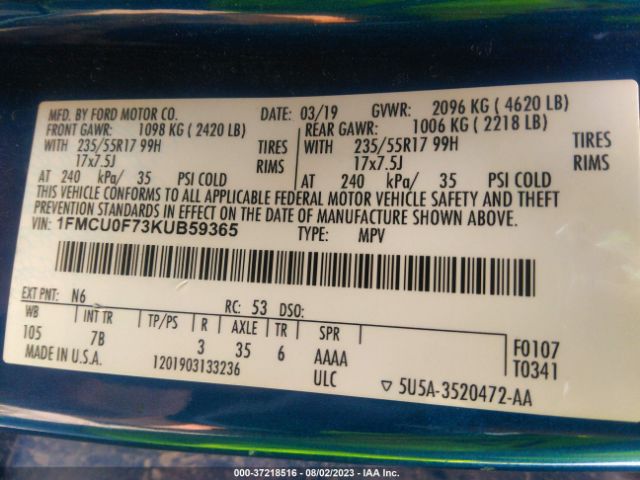 MFD. BY FORD MOTOR CO. DATE: 03/19 GVWR: 2096 KG ( 4620 LB)
FRONT GAWR: 1098 KG ( 2420 LB) REAR GAWR: 1006 KG ( 2218 LB)
WITH 235/55R17 99H TIRES WITH 235/55R17 99H TIRES
17x7.5J RIMS 17x7.5J RIMS
AT 240 kPa/ 35 PSI COLD AT 240 kPa/ 35 PSI COLD
THIS VEHICLE CONFORMS TO ALL APPLICABLE FEDERAL MOTOR VEHICLE SAFETY AND THEFT
PREVENTION STANDARDS IN EFFECT ON THE DATE OF MANUFACTURE SHOWN ABOVE.
VIN: 1FMCU0F73KUB59365 TYPE: MPV
EXT PNT: N6 RC: 53 DSO:
WB INT TR TP/PS R AXLE TR SPR
105 7B 3 35 6 AAAA F0107
MADE IN U.S.A. 1201903133236 ULC T0341
5U5A-3520472-AA
000-37218516 - 08/02/2023 - IAA Inc.